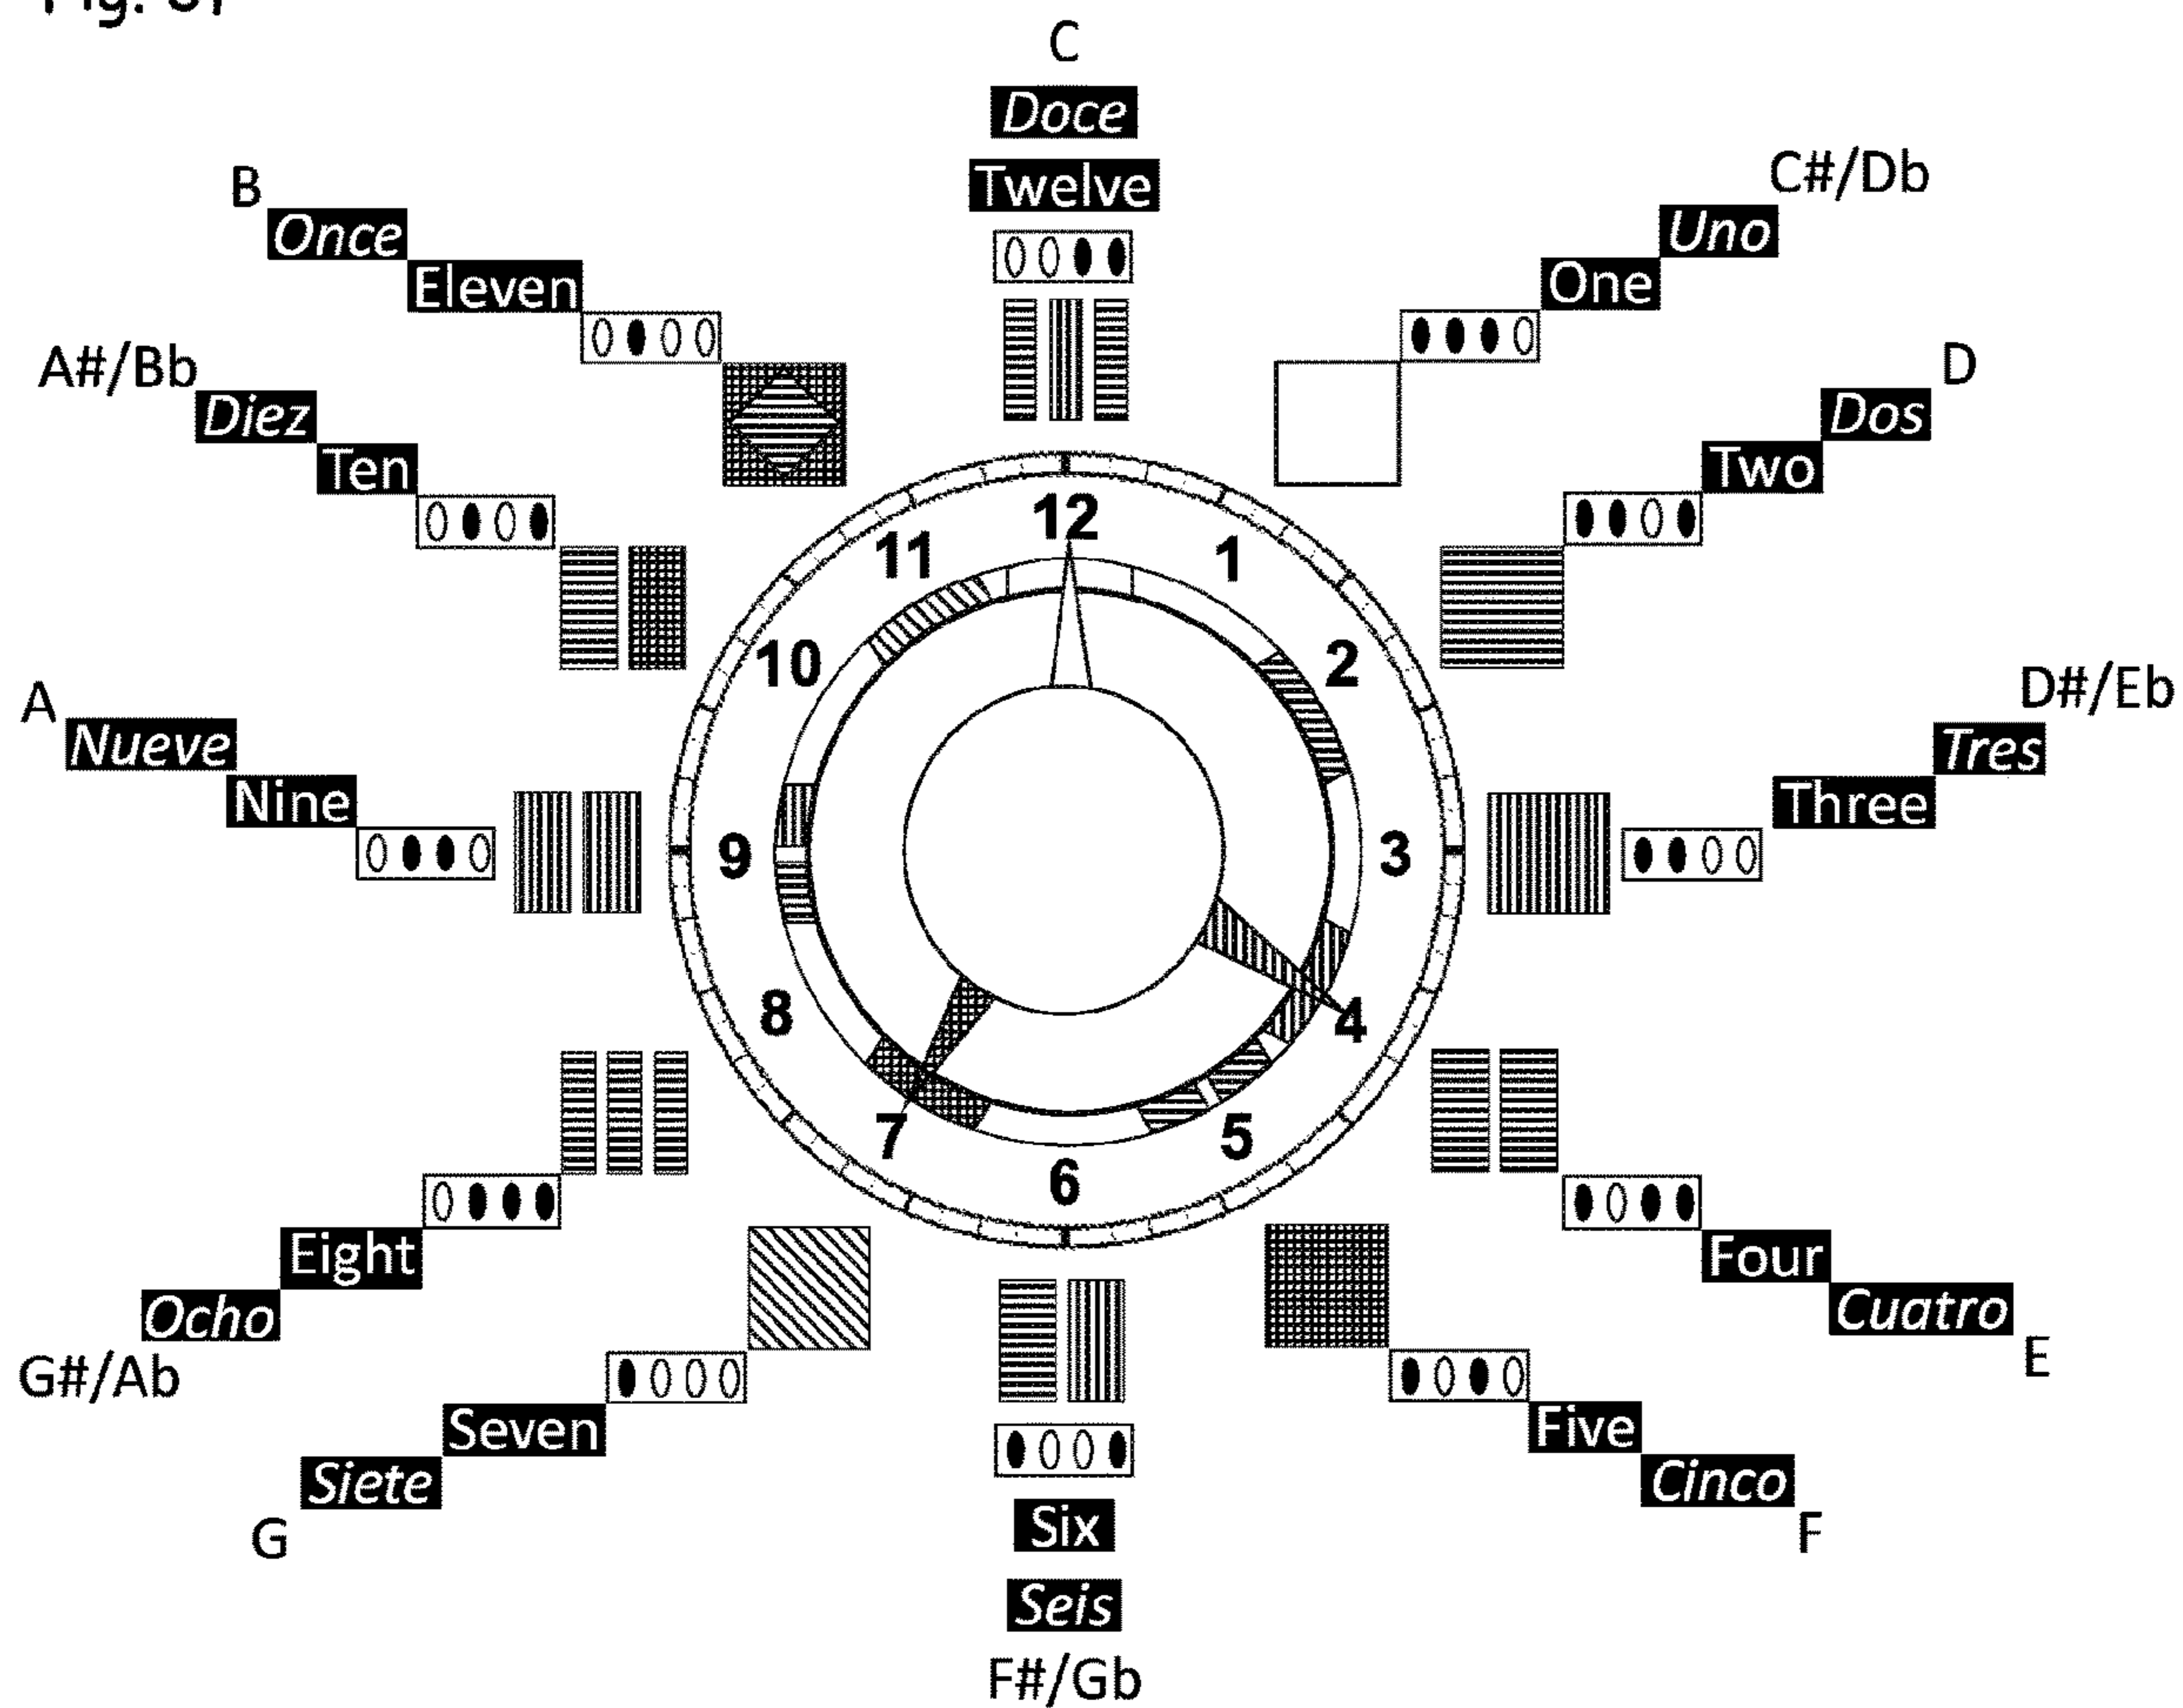 C
Doce
Twelve
C#/Db
Uno
One
D
Dos
Two
D#/Eb
Tres
Three
Four
Cuatro
E
Five
Cinco
F
Six
Seis
F#/Gb
Seven
Siete
G
Eight
Ocho
G#/Ab
A
Nueve
Nine
A#/Bb
Diez
Ten
B
Once
Eleven
12
1
2
3
4
5
6
7
8
9
10
11